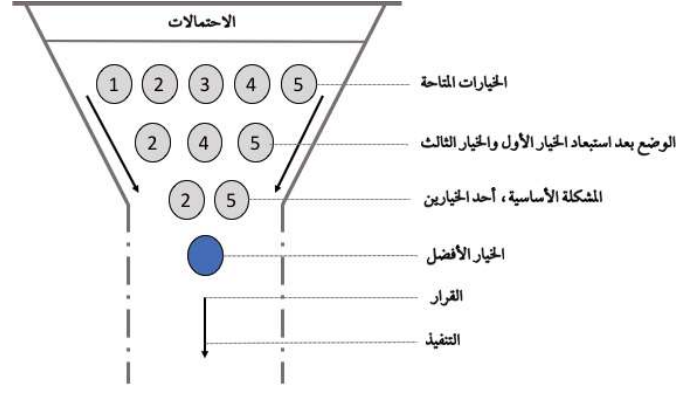 الاحتمالات
1 2 3 4 5
الخيارات المتاحة
2 4 5
الوضع بعد استبعاد الخيار الأول والخيار الثالث
2 5
المشكلة الأساسية، أحد الخيارين
الخيار الأفضل
القرار
التنفيذ